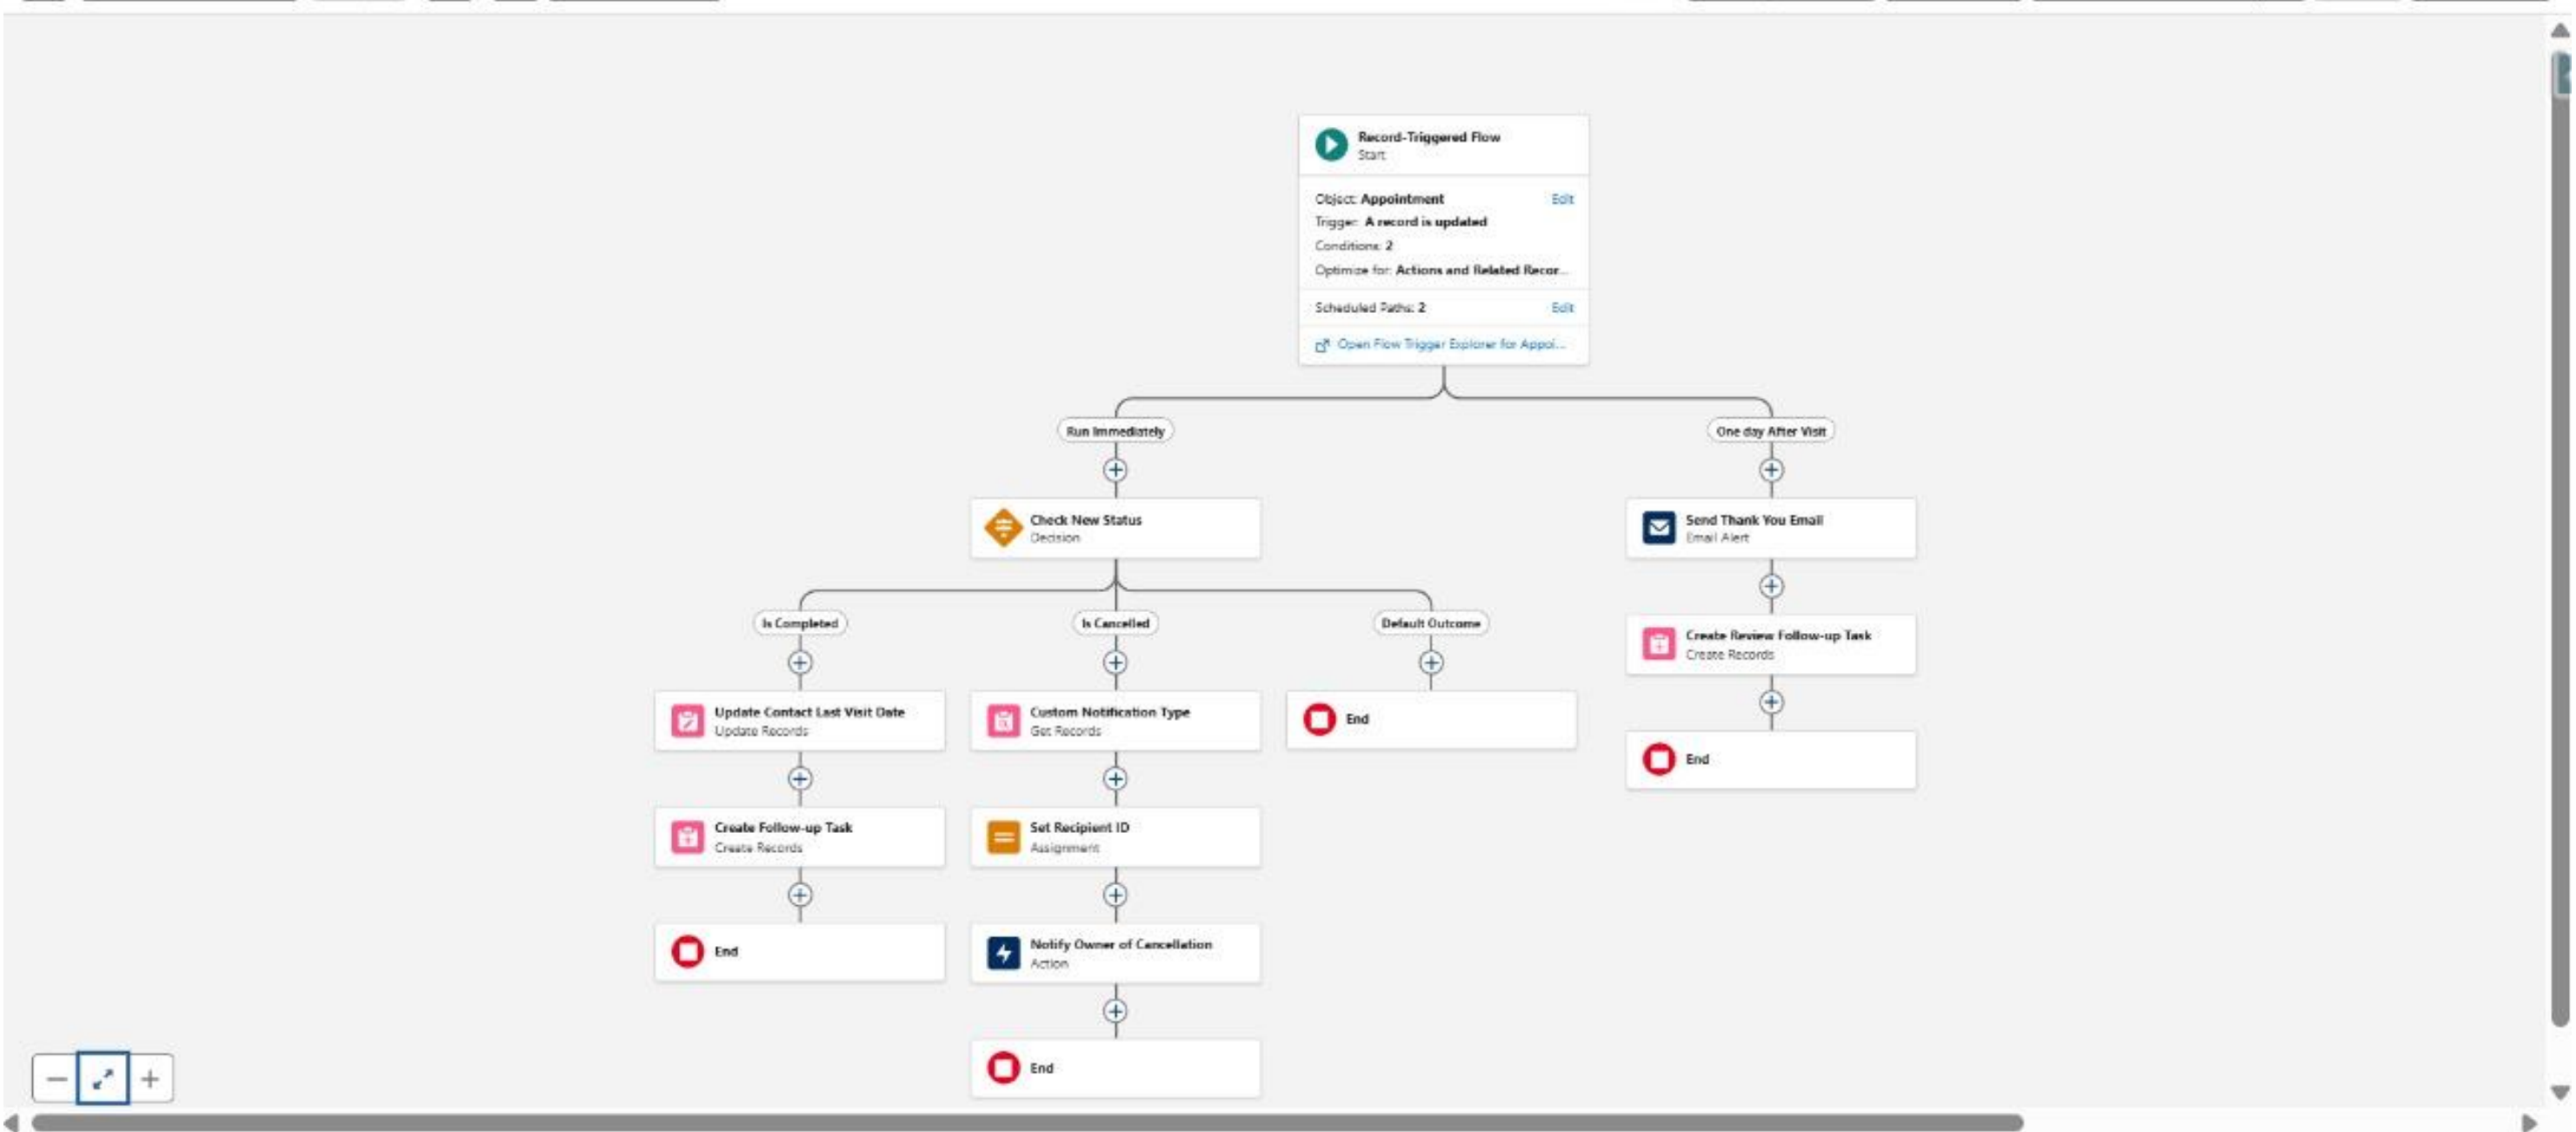 Record-Triggered Flow
Start
Object: Appointment Edit
Trigger: A record is updated
Conditions: 2
Optimize for: Actions and Related Recor...
Scheduled Paths: 2 Edit
Open Flow Trigger Explorer for Appoi...
Run Immediately
One day After Visit
Check New Status
Decision
Send Thank You Email
Email Alert
Is Completed
Is Cancelled
Default Outcome
Create Review Follow-up Task
Create Records
Update Contact Last Visit Date
Update Records
Custom Notification Type
Get Records
End
End
Create Follow-up Task
Create Records
Set Recipient ID
Assignment
End
Notify Owner of Cancellation
Action
End